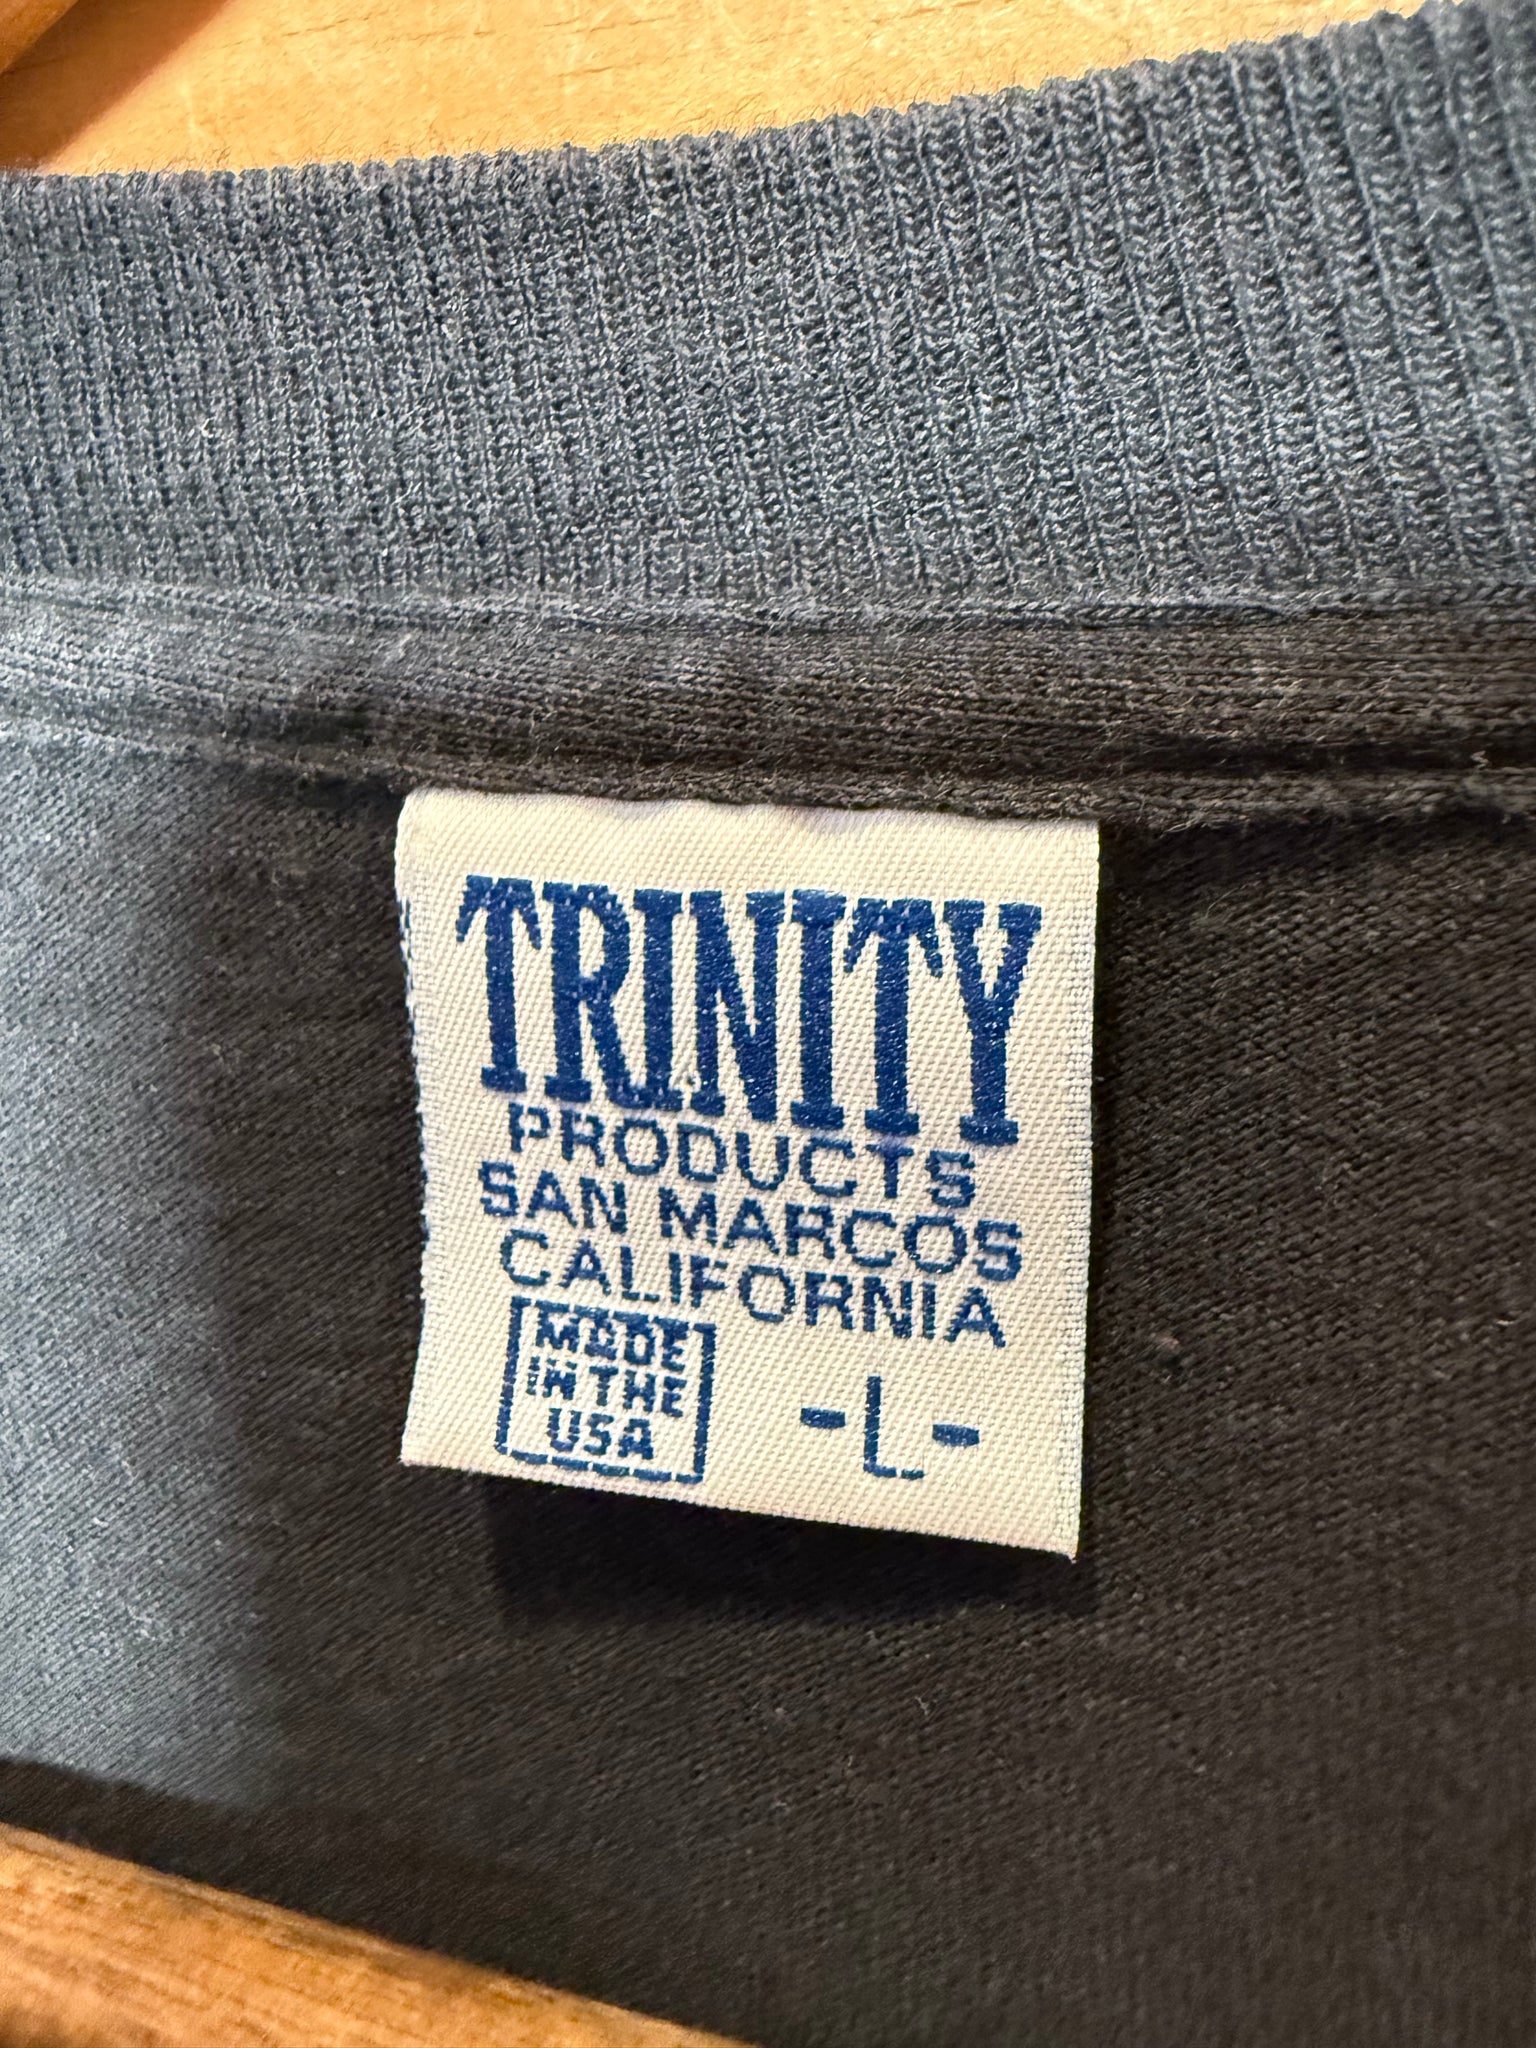 TRINITY
PRODUCTS
SAN MARCOS
CALIFORNIA
MADE
IN THE
USA
-L-